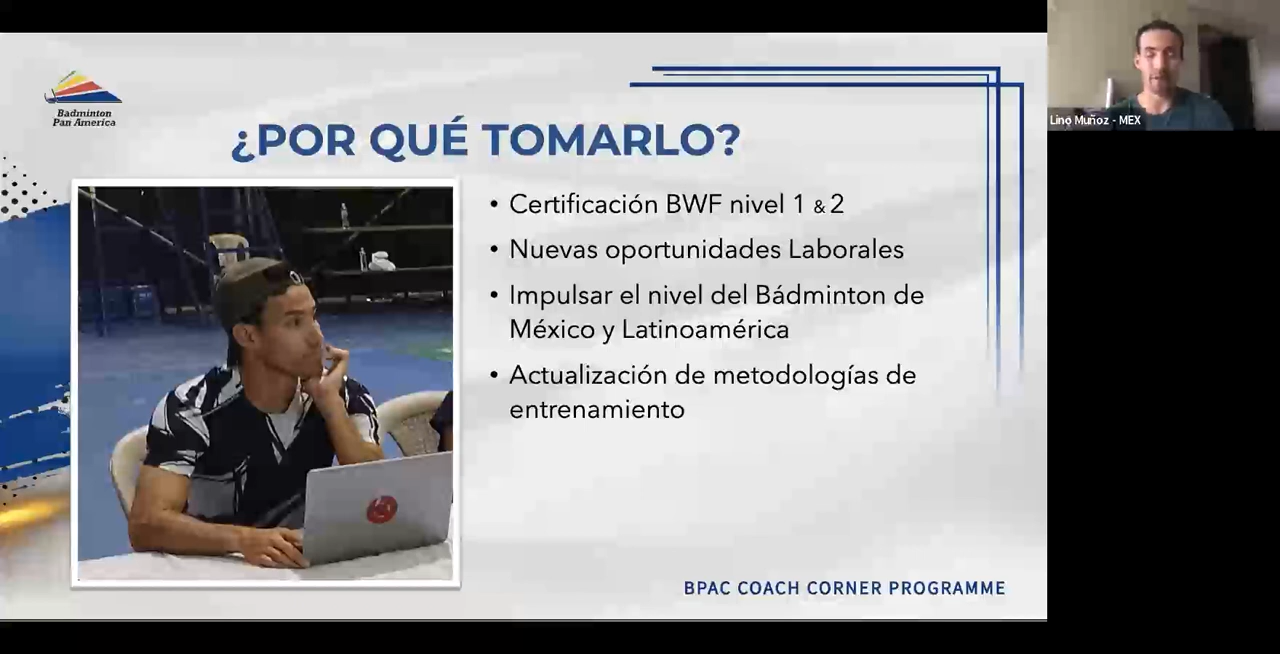 Badminton
Pan America
¿POR QUÉ TOMARLO?
• Certificación BWF nivel 1 & 2
• Nuevas oportunidades Laborales
• Impulsar el nivel del Bádminton de
México y Latinoamérica
• Actualización de metodologías de
entrenamiento
BPAC COACH CORNER PROGRAMME
Lino Muñoz - MEX